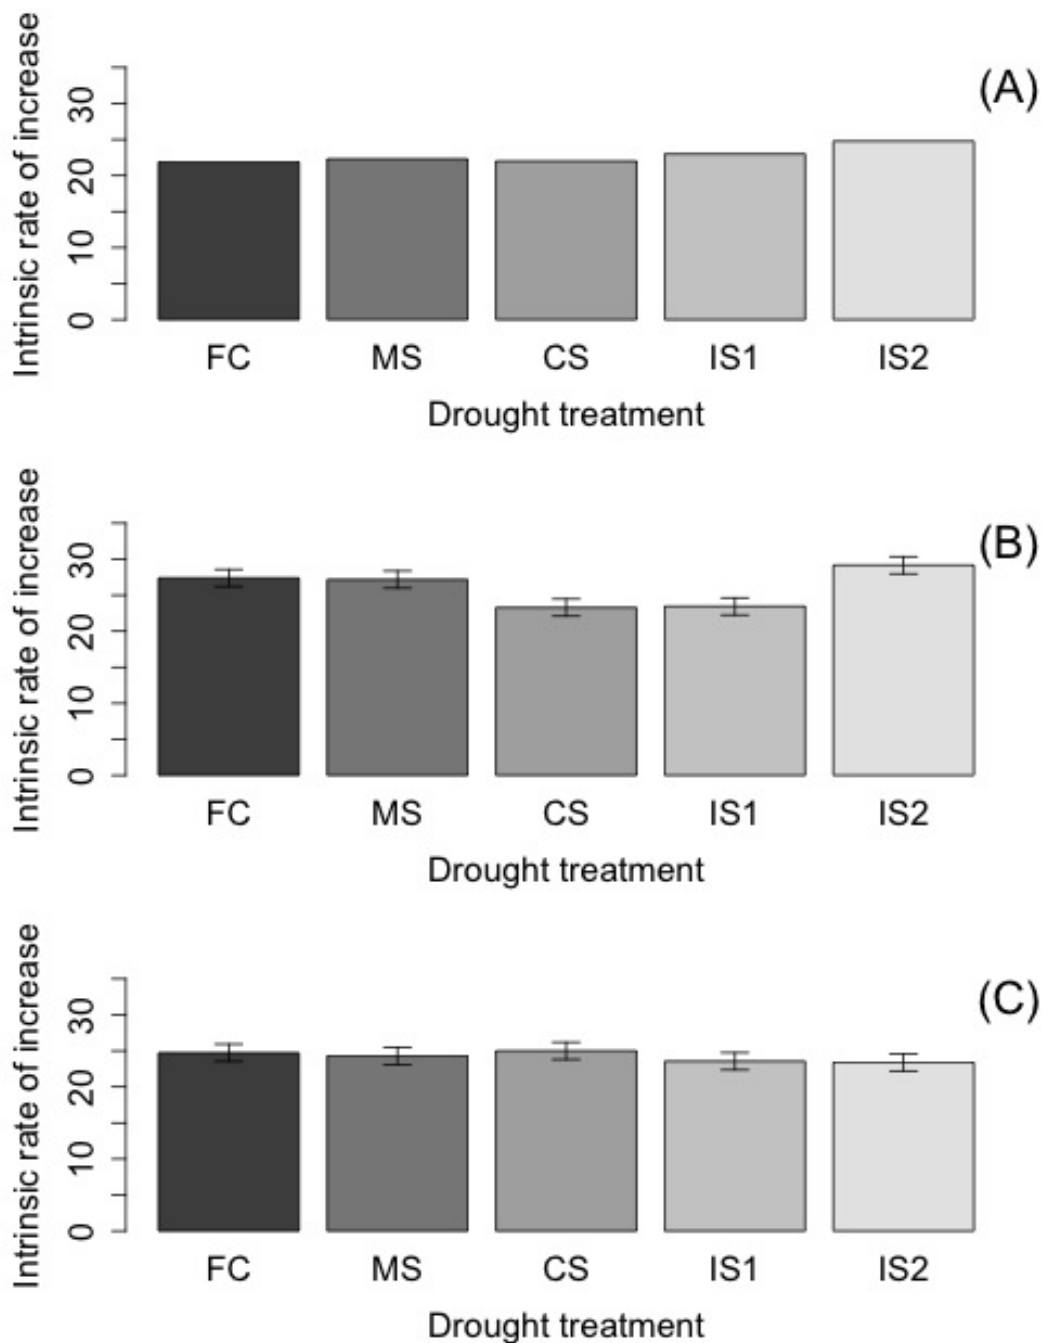 (A)
Intrinsic rate of increase
30
20
10
0
FC MS CS IS1 IS2
Drought treatment
(B)
Intrinsic rate of increase
30
20
10
0
FC MS CS IS1 IS2
Drought treatment
(C)
Intrinsic rate of increase
30
20
10
0
FC MS CS IS1 IS2
Drought treatment